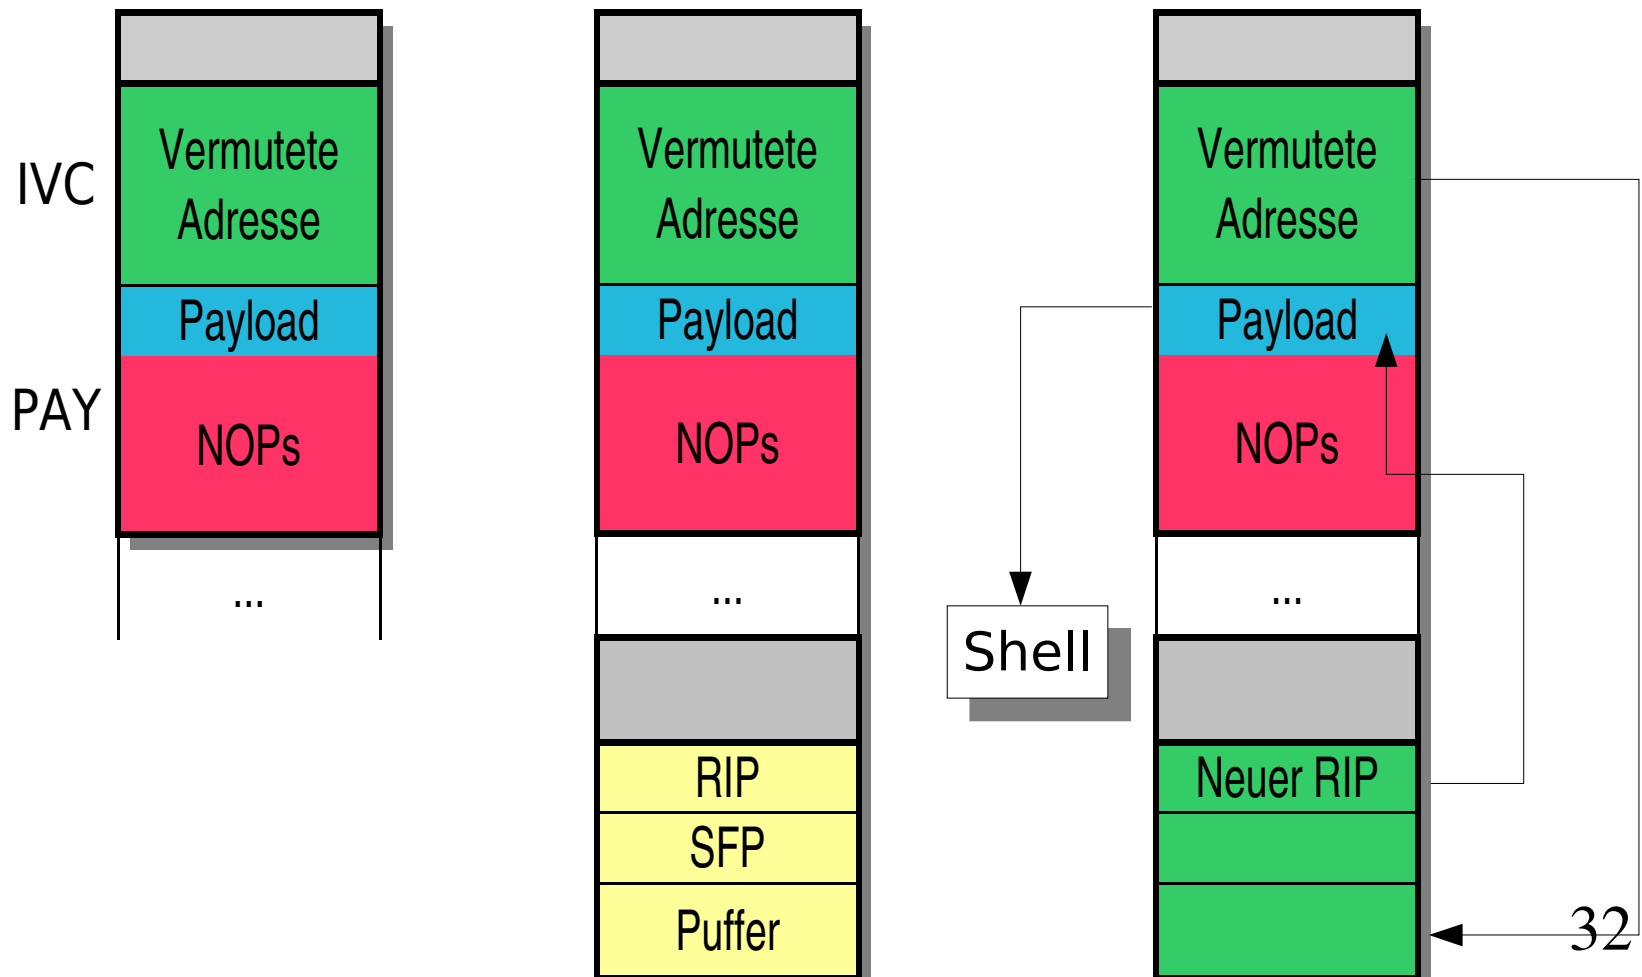 IVC
PAY
Vermutete
Adresse
Payload
NOPs
...
Vermutete
Adresse
Payload
NOPs
...
RIP
SFP
Puffer
Shell
Vermutete
Adresse
Payload
NOPs
...
Neuer RIP
32